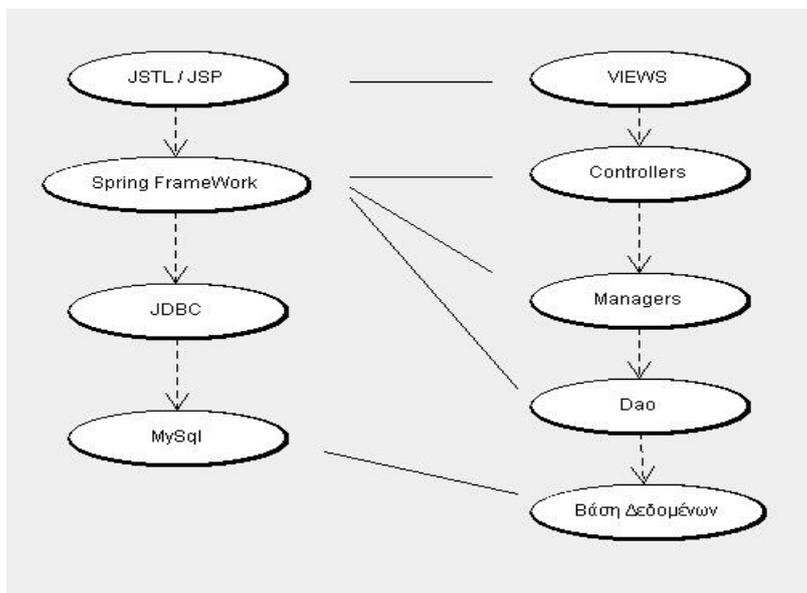 JSTL / JSP
VIEWS
Spring FrameWork
Controllers
JDBC
Managers
MySql
Dao
Βάση Δεδομένων